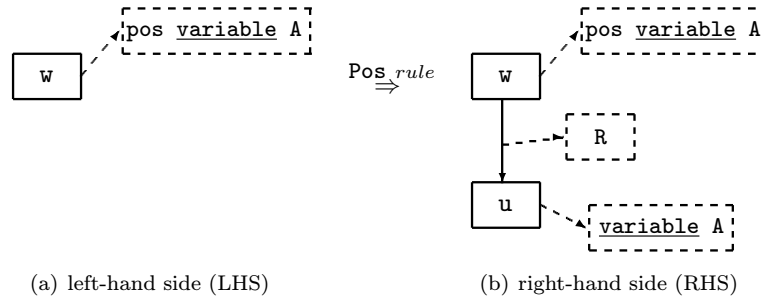 pos variable A
w
Pos rule
⇒
pos variable A
w
R
u
variable A
(a) left-hand side (LHS)
(b) right-hand side (RHS)